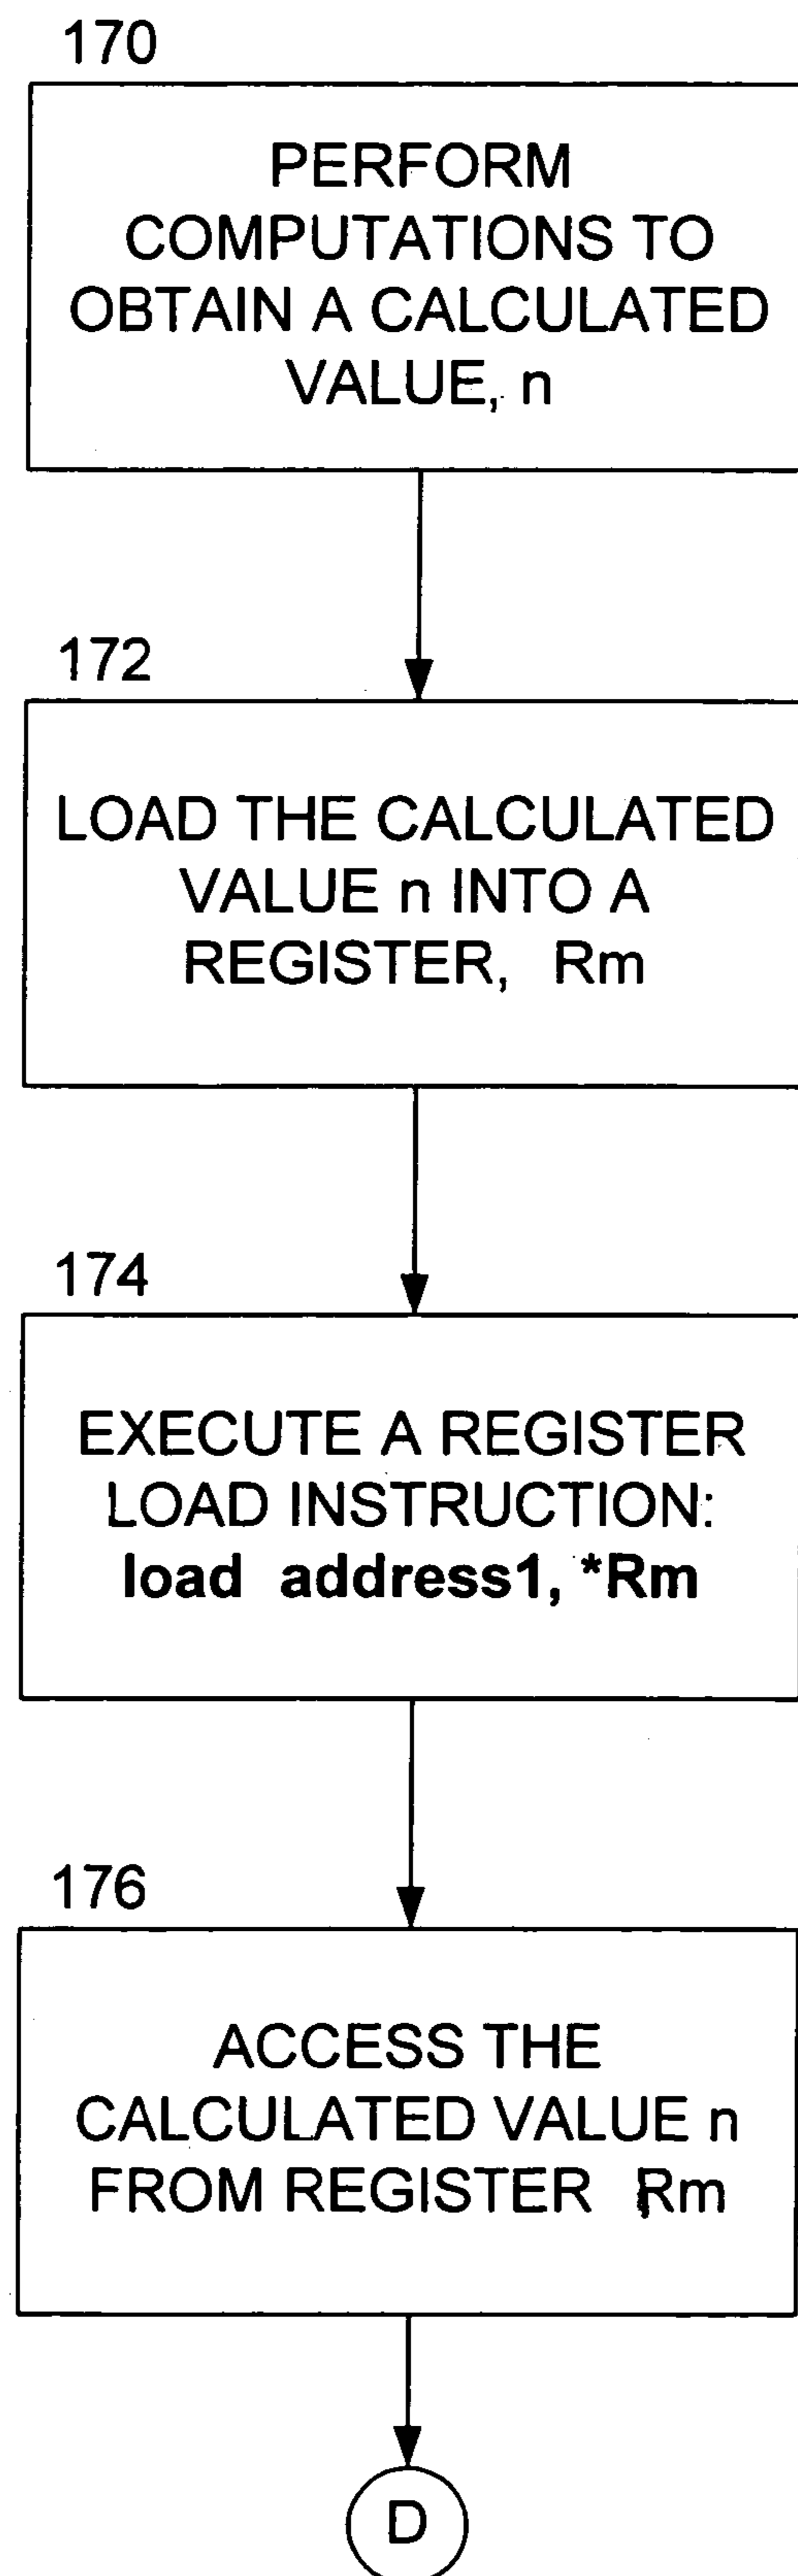 170
PERFORM
COMPUTATIONS TO
OBTAIN A CALCULATED
VALUE, n
172
LOAD THE CALCULATED
VALUE n INTO A
REGISTER, Rm
174
EXECUTE A REGISTER
LOAD INSTRUCTION:
load address1, *Rm
176
ACCESS THE
CALCULATED VALUE n
FROM REGISTER Rm
D